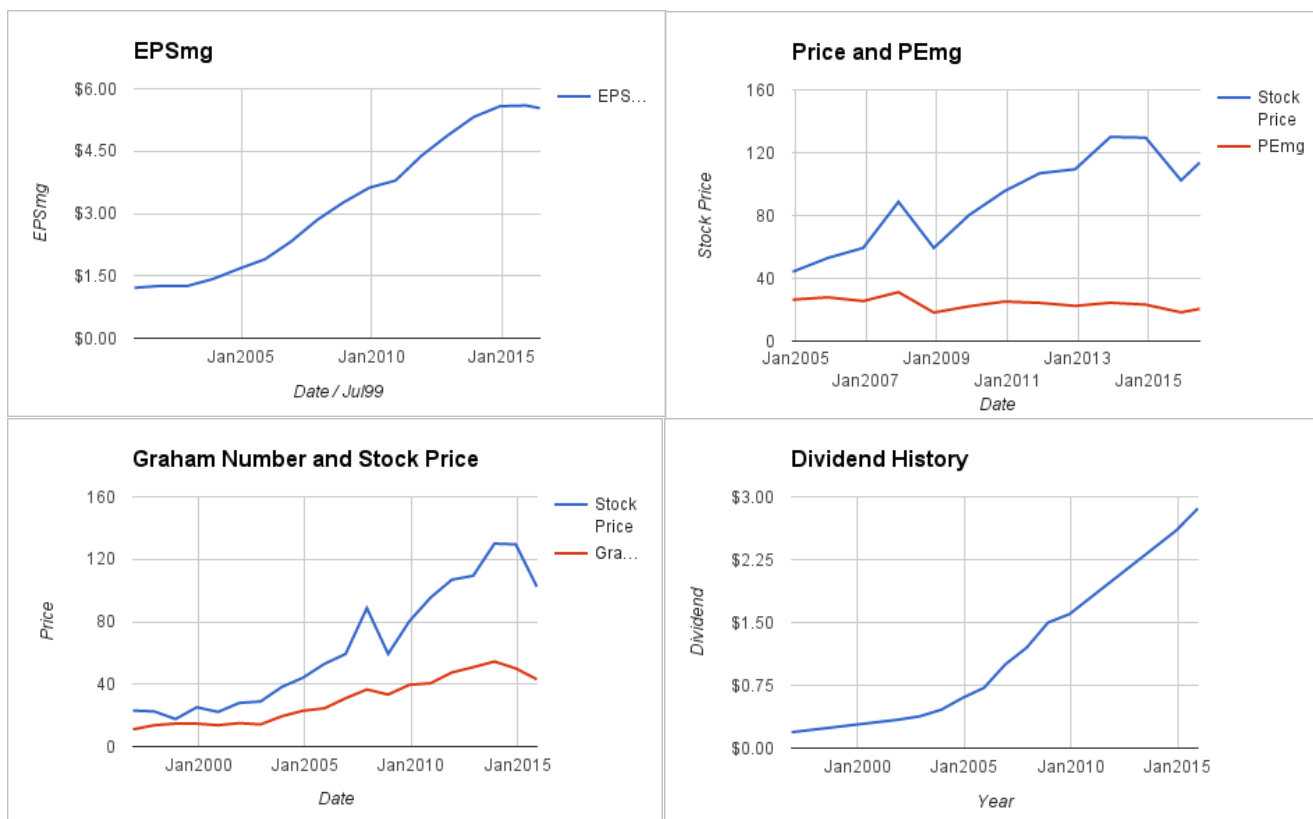 EPSmg
$6.00
$4.50
$3.00
$1.50
$0.00
EPSmg
Jan2005 Jan2010 Jan2015
Date / Jul99
EPS...
Price and PEmg
160
120
80
40
0
Stock Price
Jan2005 Jan2009 Jan2013
Jan2007 Jan2011 Jan2015
Date
Stock
Price
PEmg
Graham Number and Stock Price
160
120
80
40
0
Price
Jan2000 Jan2005 Jan2010 Jan2015
Date
Stock
Price
Gra...
Dividend History
$3.00
$2.25
$1.50
$0.75
$0.00
Dividend
Jan2000 Jan2005 Jan2010 Jan2015
Year